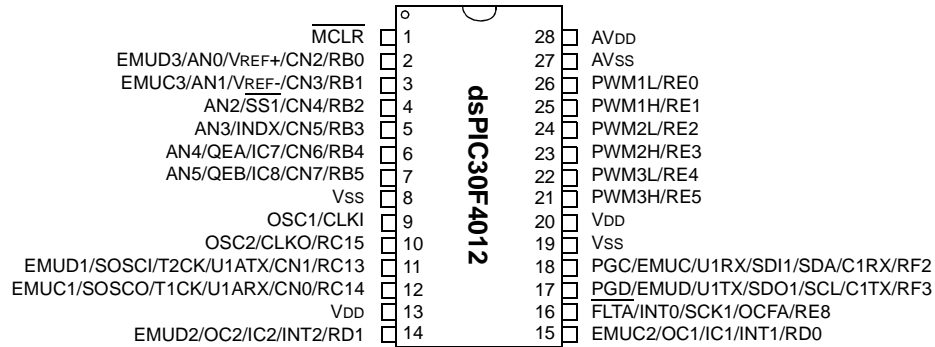 MCLR 1 28 AVDD
EMUD3/AN0/VREF+/CN2/RB0 2 27 AVSS
EMUC3/AN1/VREF-/CN3/RB1 3 26 PWM1L/RE0
AN2/SS1/CN4/RB2 4 25 PWM1H/RE1
AN3/INDX/CN5/RB3 5 24 PWM2L/RE2
AN4/QEA/IC7/CN6/RB4 6 23 PWM2H/RE3
AN5/QEB/IC8/CN7/RB5 7 22 PWM3L/RE4
VSS 8 21 PWM3H/RE5
OSC1/CLKI 9 20 VDD
OSC2/CLKO/RC15 10 19 VSS
EMUD1/SOSCI/T2CK/U1ATX/CN1/RC13 11 18 PGC/EMUC/U1RX/SDI1/SDA/C1RX/RF2
EMUC1/SOSCO/T1CK/U1ARX/CN0/RC14 12 17 PGD/EMUD/U1TX/SDO1/SCL/C1TX/RF3
VDD 13 16 FLTA/INT0/SCK1/OCFA/RE8
EMUD2/OC2/IC2/INT2/RD1 14 15 EMUC2/OC1/IC1/INT1/RD0
dsPIC30F4012